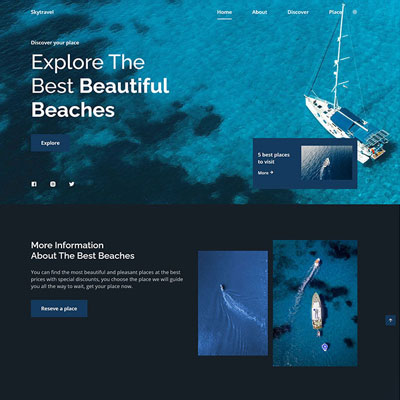 Skytravel
Home About Discover Place
Discover your place
Explore The
Best Beautiful
Beaches
Explore
5 best places
to visit
More →
More Information
About The Best Beaches
You can find the most beautiful and pleasant places at the best
prices with special discounts, you choose the place we will guide
you all the way to wait, get your place now.
Reseve a place